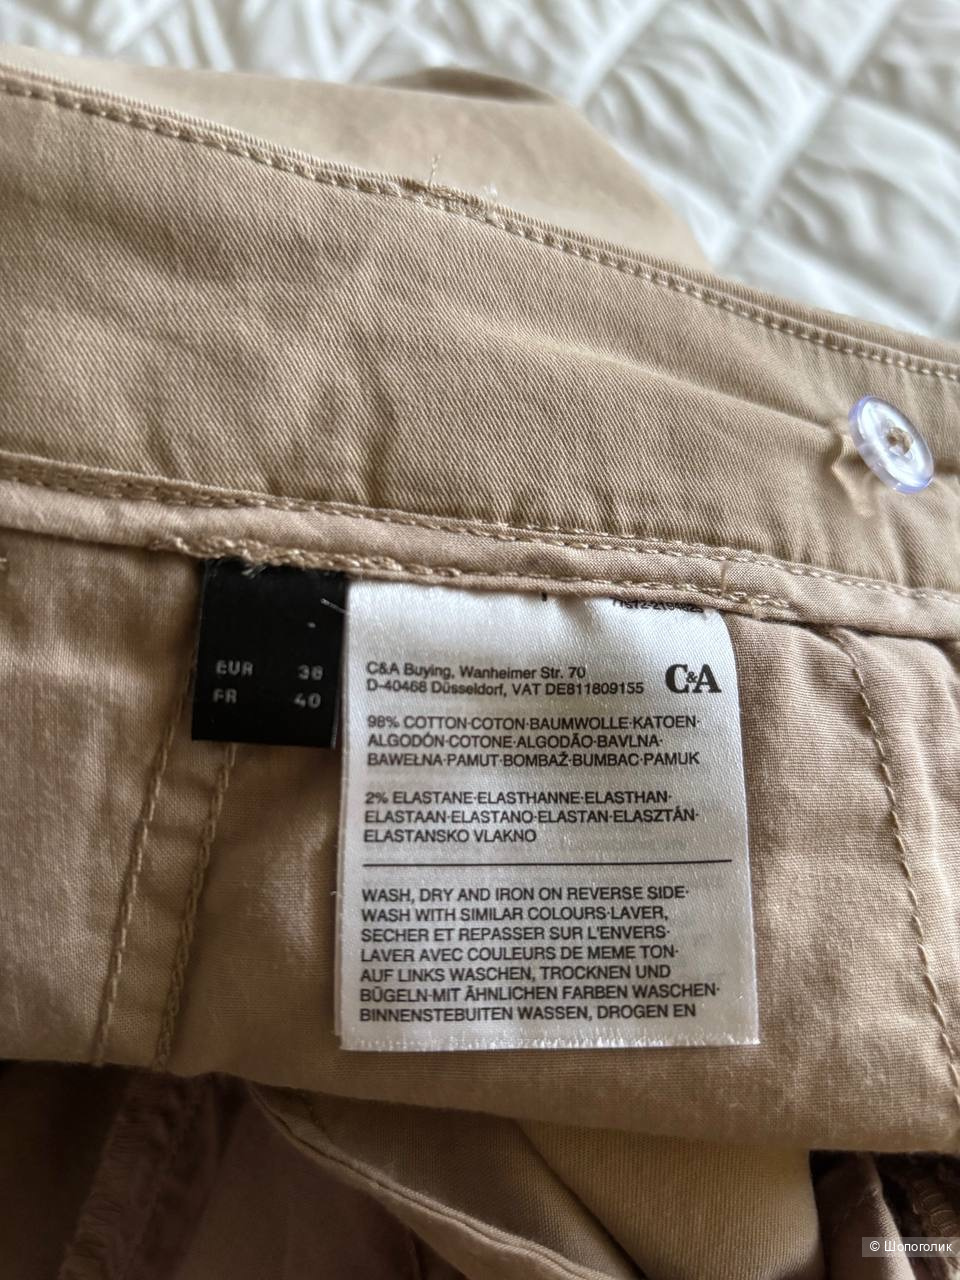 EUR 38
FR 40
C&A Buying, Wanheimer Str. 70
D-40468 Düsseldorf, VAT DE811809155
C&A
98% COTTON·COTON·BAUMWOLLE·KATOEN·
ALGODÓN·COTONE·ALGODÃO·BAVLNA·
BAWEŁNA·PAMUT·BOMBAŽ·BUMBAC·PAMUK
2% ELASTANE·ELASTHANNE·ELASTHAN·
ELASTAAN·ELASTANO·ELASTAN·ELASZTÁN·
ELASTANSKO VLAKNO
WASH, DRY AND IRON ON REVERSE SIDE·
WASH WITH SIMILAR COLOURS·LAVER,
SECHER ET REPASSER SUR L'ENVERS·
LAVER AVEC COULEURS DE MEME TON·
AUF LINKS WASCHEN, TROCKNEN UND
BÜGELN·MIT ÄHNLICHEN FARBEN WASCHEN·
BINNENSTEBUITEN WASSEN, DROGEN EN
© Шопоголик